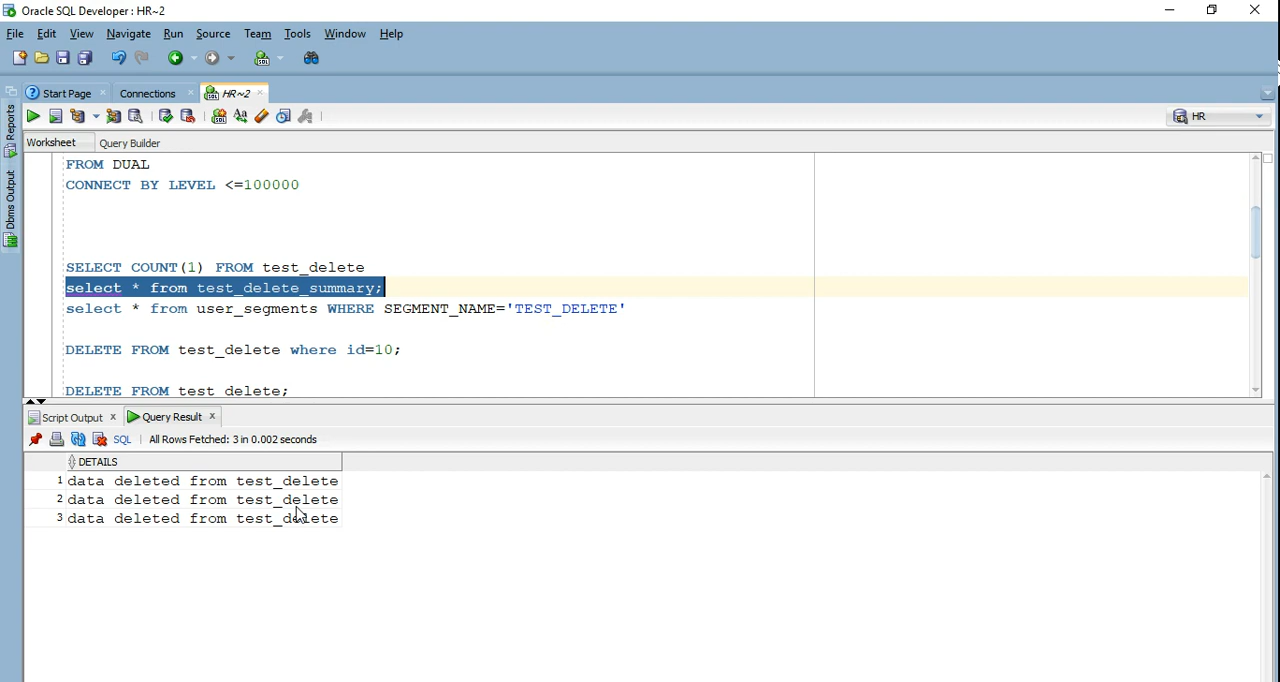 Oracle SQL Developer : HR~2
File Edit View Navigate Run Source Team Tools Window Help
Start Page Connections HR~2
HR
Worksheet Query Builder
Reports
Dbms Output
FROM DUAL
CONNECT BY LEVEL <=100000
SELECT COUNT(1) FROM test_delete
select * from test_delete_summary;
select * from user_segments WHERE SEGMENT_NAME='TEST_DELETE'
DELETE FROM test_delete where id=10;
DELETE FROM test_delete;
Script Output Query Result
SQL All Rows Fetched: 3 in 0.002 seconds
DETAILS
1 data deleted from test_delete
2 data deleted from test_delete
3 data deleted from test_delete